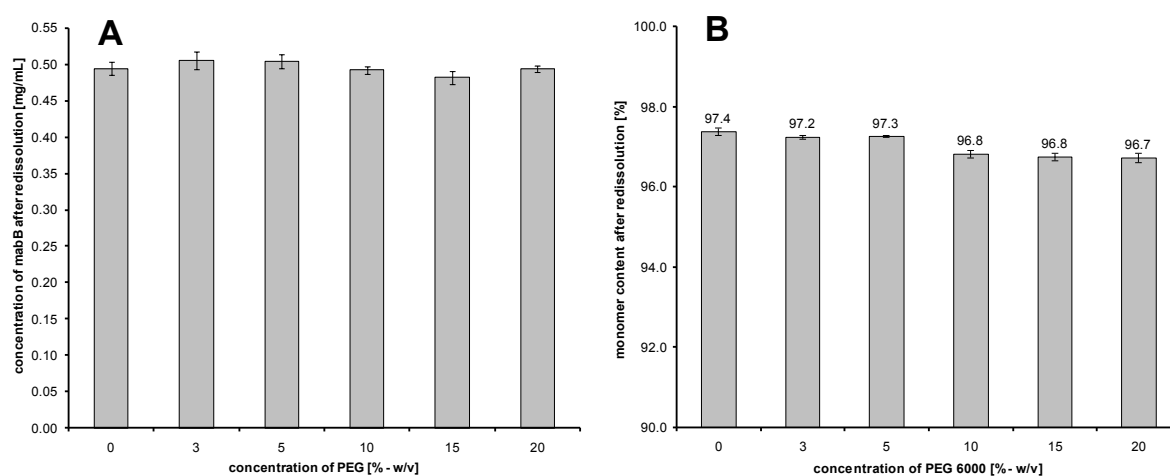 A
concentration of mabB after redissolution [mg/mL]
0.55
0.50
0.45
0.40
0.35
0.30
0.25
0.20
0.15
0.10
0.05
0.00
0 3 5 10 15 20
concentration of PEG [% - w/v]
B
monomer content after redissolution [%]
100.0
98.0
96.0
94.0
92.0
90.0
97.4 97.2 97.3 96.8 96.8 96.7
0 3 5 10 15 20
concentration of PEG 6000 [% - w/v]